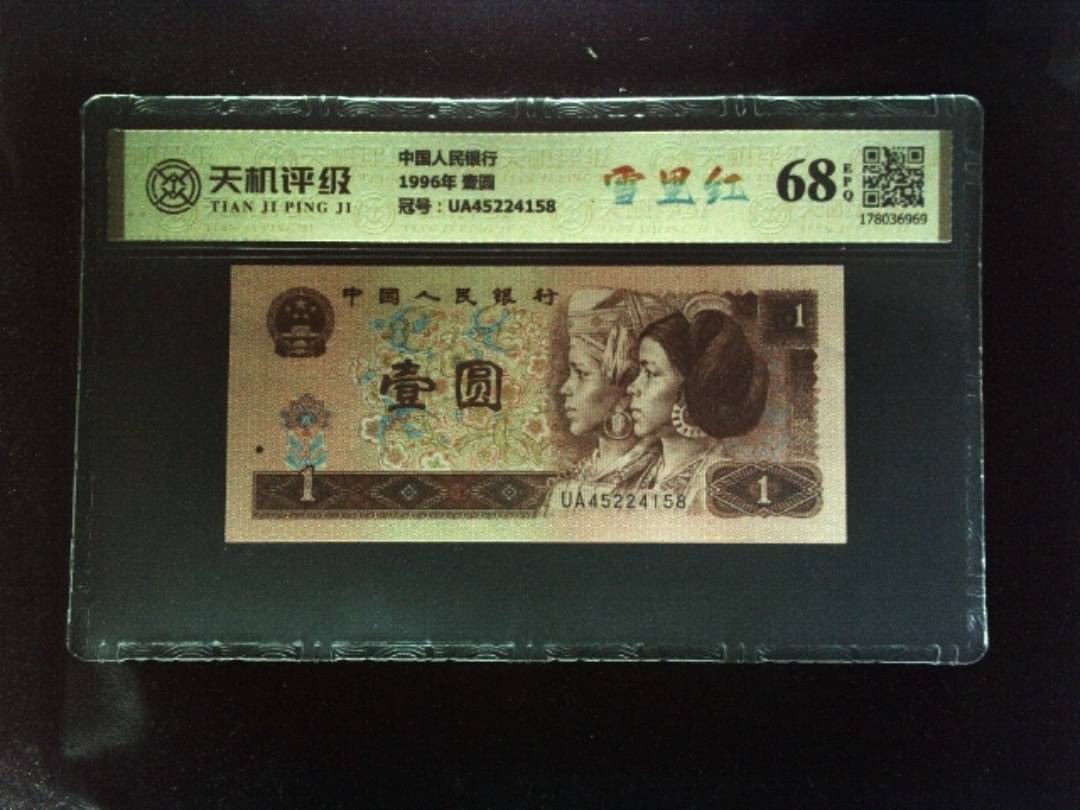 天机评级
TIAN JI PING JI
中国人民银行
1996年 壹圆
冠号：UA45224158
雪里红
68
EPQ
178036969
中国人民银行
壹圆
1
1
UA45224158
1